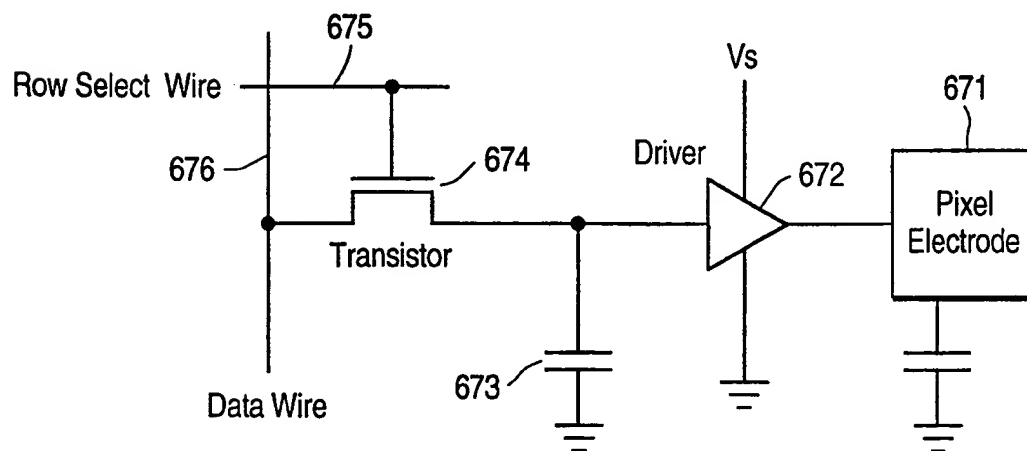 675
Row Select Wire
Vs
671
676
674
Driver
672
Pixel
Electrode
Transistor
673
Data Wire